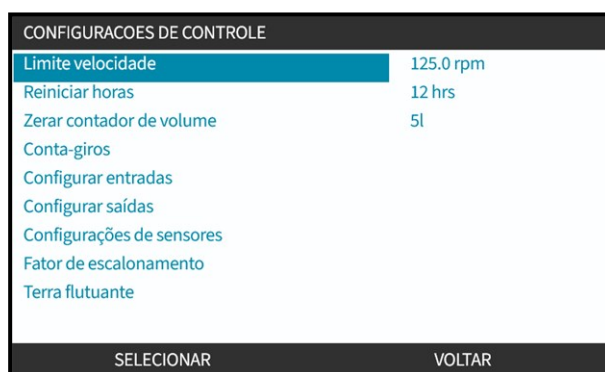 CONFIGURACOES DE CONTROLE
Limite velocidade 125.0 rpm
Reiniciar horas 12 hrs
Zerar contador de volume 5l
Conta-giros
Configurar entradas
Configurar saídas
Configurações de sensores
Fator de escalonamento
Terra flutuante
SELECIONAR VOLTAR